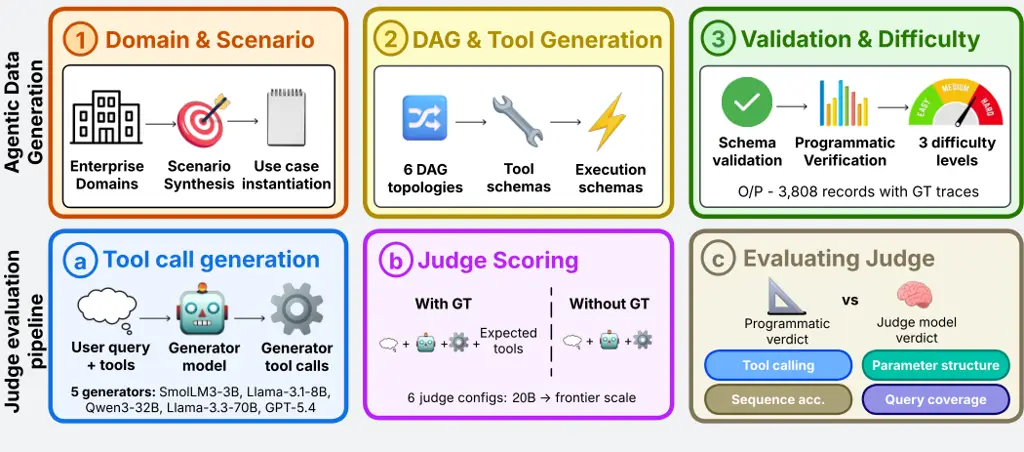 Agentic Data
Generation
1 Domain & Scenario
Enterprise
Domains
Scenario
Synthesis
Use case
instantiation
2 DAG & Tool Generation
6 DAG
topologies
Tool
schemas
Execution
schemas
3 Validation & Difficulty
EASY
MEDIUM
HARD
Schema
validation
Programmatic
Verification
3 difficulty
levels
O/P - 3,808 records with GT traces
Judge evaluation
pipeline
a Tool call generation
User query
+ tools
Generator
model
Generator
tool calls
5 generators: SmolLM3-3B, Llama-3.1-8B,
Qwen3-32B, Llama-3.3-70B, GPT-5.4
b Judge Scoring
With GT
+ + + Expected
tools
Without GT
+ +
6 judge configs: 20B → frontier scale
c Evaluating Judge
Programmatic
verdict
vs
Judge model
verdict
Tool calling
Parameter structure
Sequence acc.
Query coverage